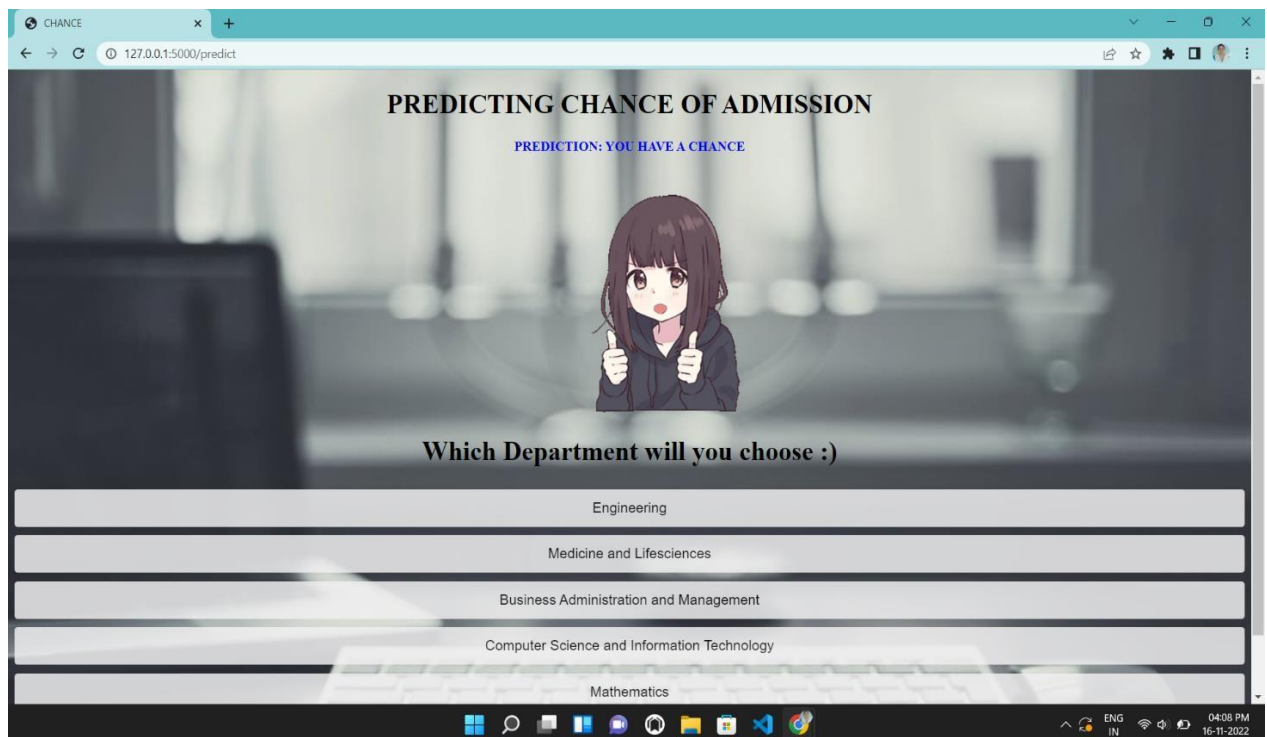 CHANCE
127.0.0.1:5000/predict
PREDICTING CHANCE OF ADMISSION
PREDICTION: YOU HAVE A CHANCE
Which Department will you choose :)
Engineering
Medicine and Lifesciences
Business Administration and Management
Computer Science and Information Technology
Mathematics
ENG 04:08 PM
IN 16-11-2022